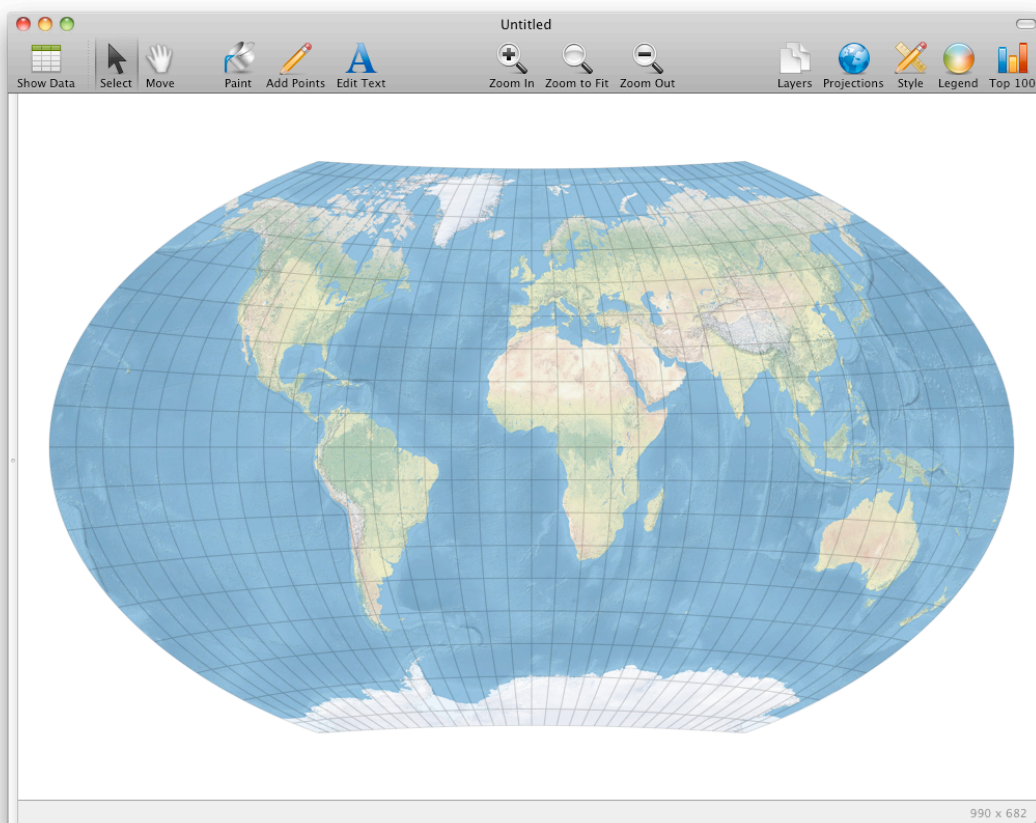 Untitled
Show Data Select Move Paint Add Points Edit Text Zoom In Zoom to Fit Zoom Out Layers Projections Style Legend Top 100
990 x 682